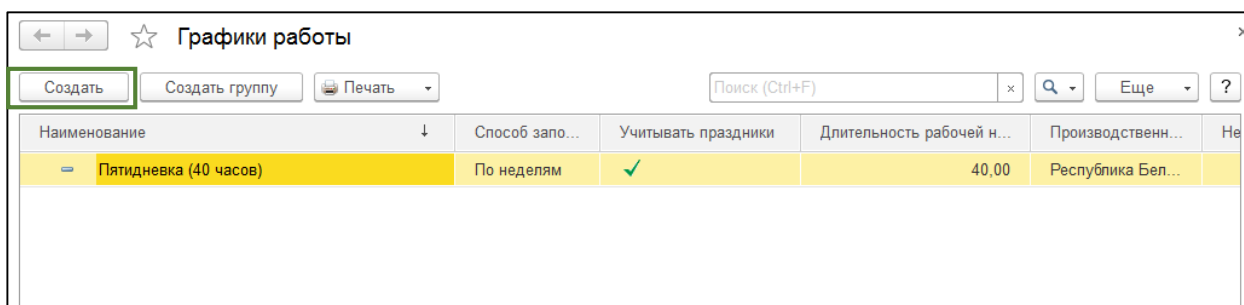 Графики работы
Создать Создать группу Печать Поиск (Ctrl+F) × Еще ?
Наименование ↓ Способ запо... Учитывать праздники Длительность рабочей н... Производственн... Не
Пятидневка (40 часов) По неделям 40,00 Республика Бел...